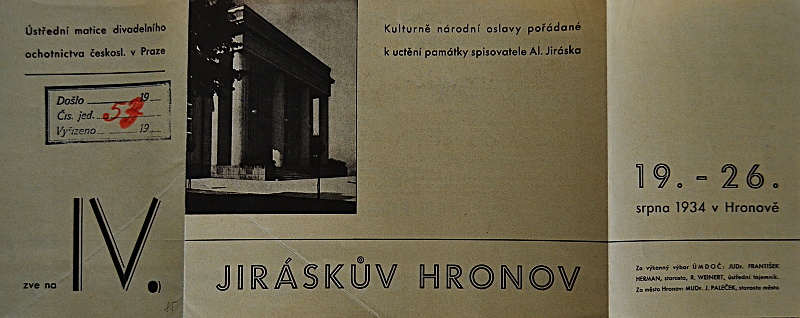 Ústřední matice divadelního
ochotnictva českosl. v Praze
Došlo 19
Čís. jed.
Vyřízeno 19
zve na
IV.)
Kulturně národní oslavy pořádané
k uctění památky spisovatele Al. Jiráska
JIRÁSKŮV HRONOV
19. - 26.
srpna 1934 v Hronově
Za výkonný výbor ÚMDOČ: JUDr. FRANTIŠEK
HERMAN, starosta, R. WEINERT, ústřední tajemník.
Za město Hronov: MUDr. J. PALEČEK, starosta města